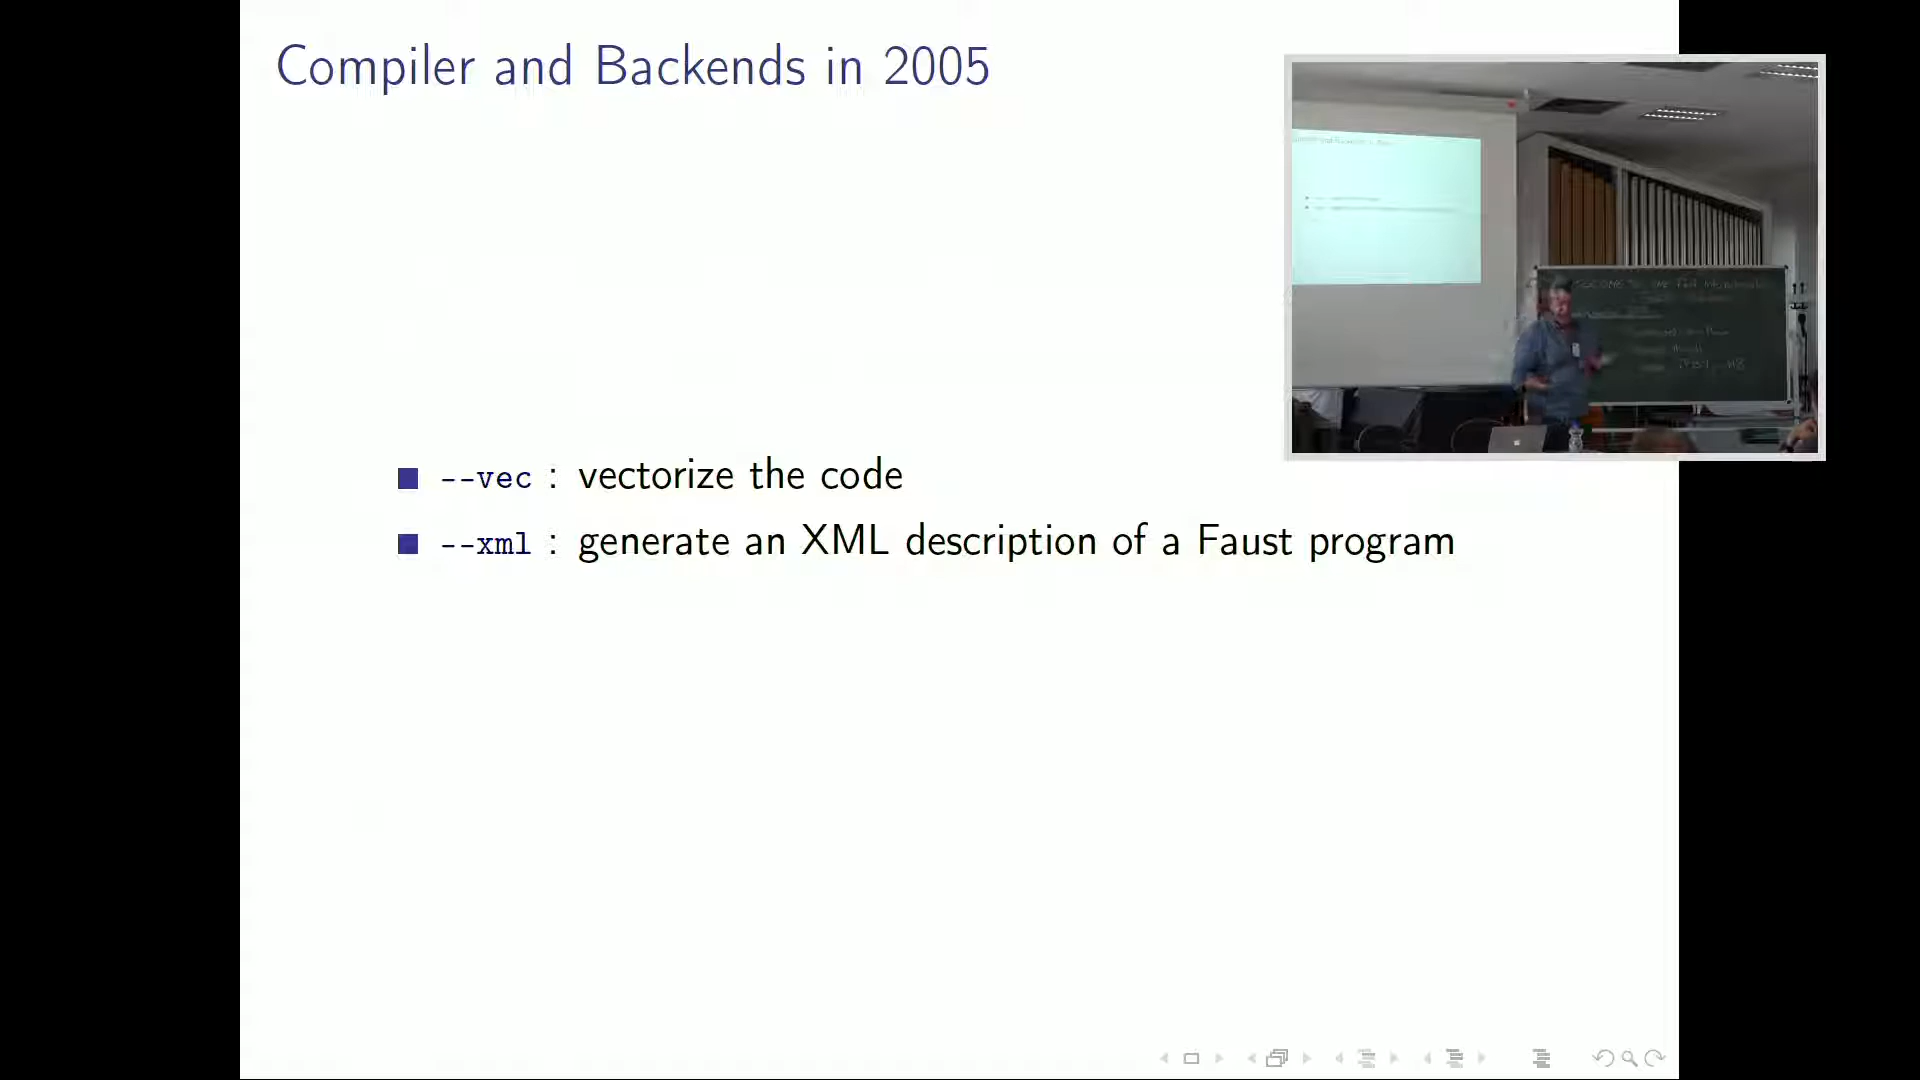 Compiler and Backends in 2005
--vec : vectorize the code
--xml : generate an XML description of a Faust program